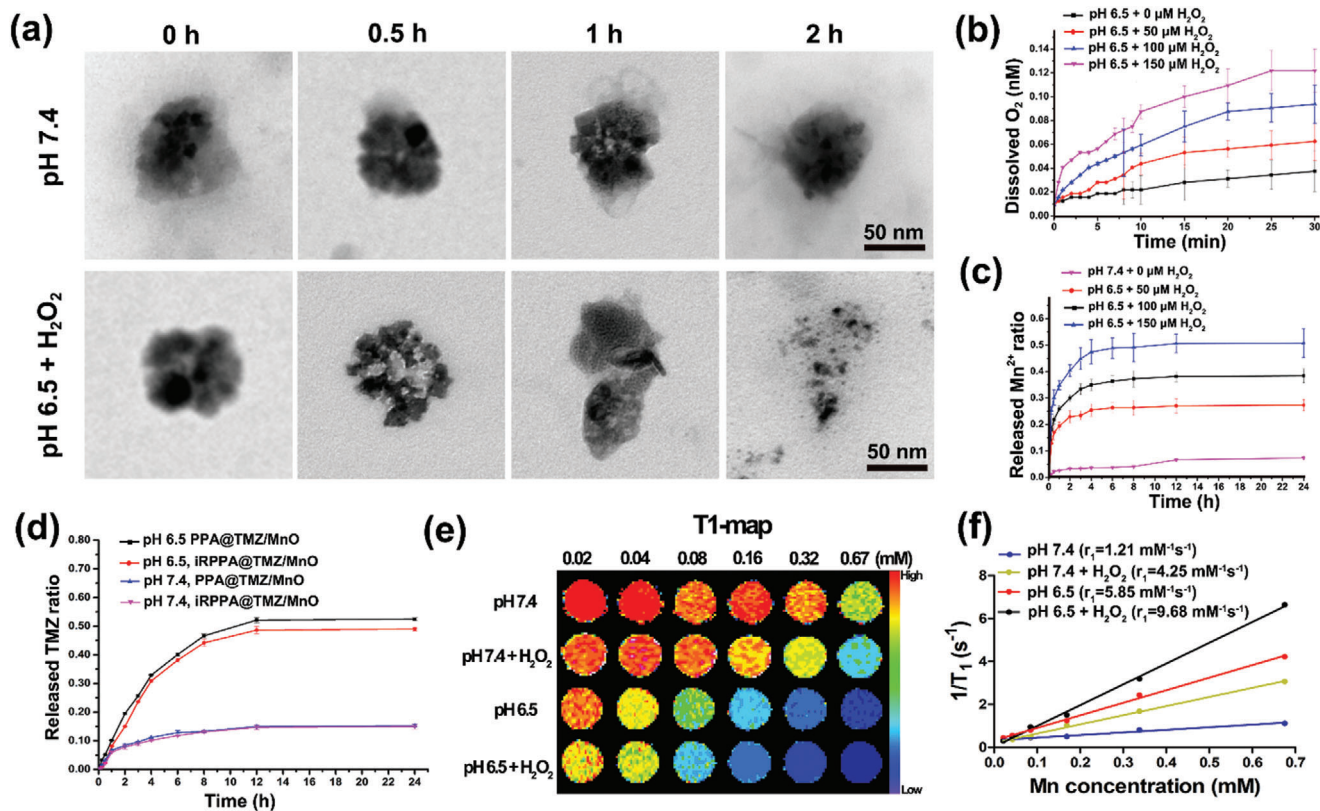 (a)
0 h
0.5 h
1 h
2 h
pH 7.4
50 nm
pH 6.5 + H₂O₂
50 nm
(b)
pH 6.5 + 0 µM H₂O₂
pH 6.5 + 50 µM H₂O₂
pH 6.5 + 100 µM H₂O₂
pH 6.5 + 150 µM H₂O₂
Dissolved O₂ (nM)
0.14
0.12
0.10
0.08
0.06
0.04
0.02
0.00
0 5 10 15 20 25 30
Time (min)
(c)
pH 7.4 + 0 µM H₂O₂
pH 6.5 + 50 µM H₂O₂
pH 6.5 + 100 µM H₂O₂
pH 6.5 + 150 µM H₂O₂
Released Mn²⁺ ratio
0.6
0.5
0.4
0.3
0.2
0.1
0.0
0 2 4 6 8 10 12 14 16 18 20 22 24
Time (h)
(d)
pH 6.5 PPA@TMZ/MnO
pH 6.5, iRPPA@TMZ/MnO
pH 7.4, PPA@TMZ/MnO
pH 7.4, iRPPA@TMZ/MnO
Released TMZ ratio
0.80
0.70
0.60
0.50
0.40
0.30
0.20
0.10
0.00
0 2 4 6 8 10 12 14 16 18 20 22 24
Time (h)
(e)
T1-map
0.02 0.04 0.08 0.16 0.32 0.67 (mM)
High
pH 7.4
pH 7.4 + H₂O₂
pH 6.5
pH 6.5 + H₂O₂
Low
(f)
pH 7.4 (r₁=1.21 mM⁻¹s⁻¹)
pH 7.4 + H₂O₂ (r₁=4.25 mM⁻¹s⁻¹)
pH 6.5 (r₁=5.85 mM⁻¹s⁻¹)
pH 6.5 + H₂O₂ (r₁=9.68 mM⁻¹s⁻¹)
1/T₁ (s⁻¹)
8
6
4
2
0
0.0 0.1 0.2 0.3 0.4 0.5 0.6 0.7
Mn concentration (mM)